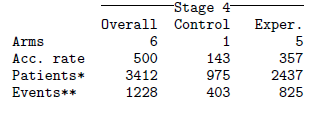 Stage 4
Overall Control Exper.
Arms 6 1 5
Acc. rate 500 143 357
Patients* 3412 975 2437
Events** 1228 403 825